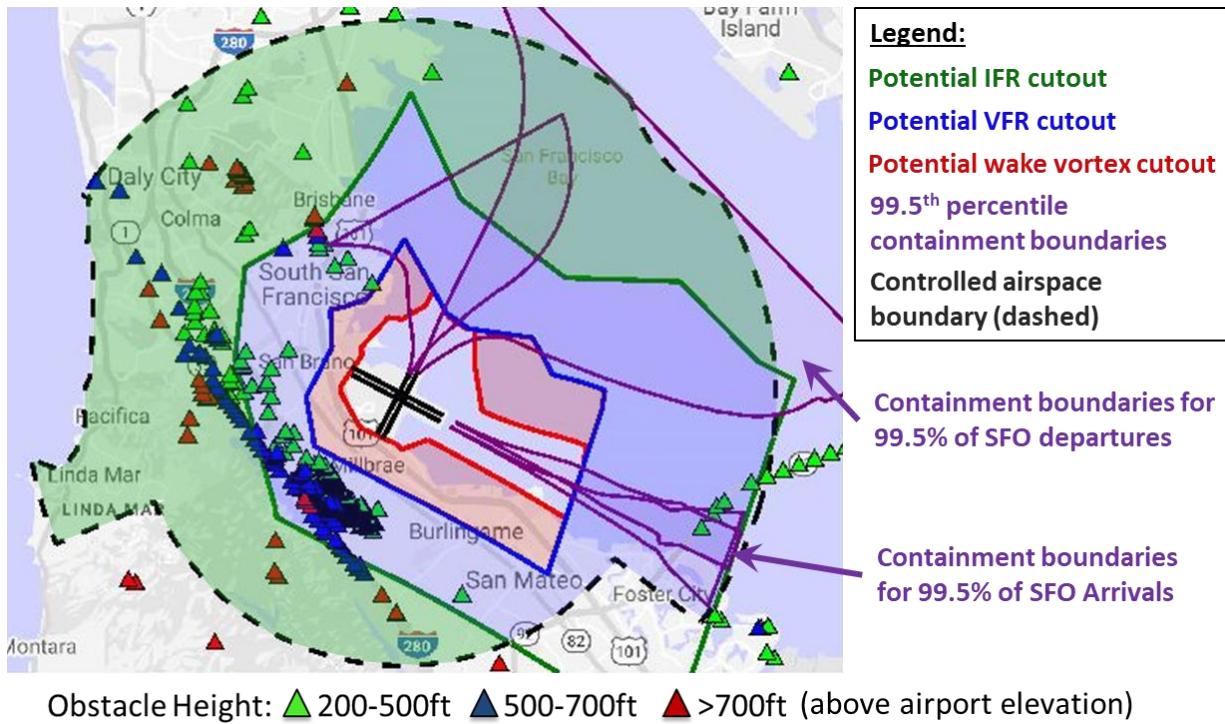 Bay Farm
Island
Legend:
Potential IFR cutout
Potential VFR cutout
Potential wake vortex cutout
99.5th percentile
containment boundaries
Controlled airspace
boundary (dashed)
280
San Francisco
Bay
Daly City
Colma
Brisbane
101
1
South San
Francisco
San Bruno
Pacifica
101
Millbrae
Containment boundaries for
99.5% of SFO departures
Linda Mar
LINDA MAR
Burlingame
San Mateo
Foster City
Containment boundaries
for 99.5% of SFO Arrivals
Montara
280
82
101
Obstacle Height: 200-500ft 500-700ft >700ft (above airport elevation)